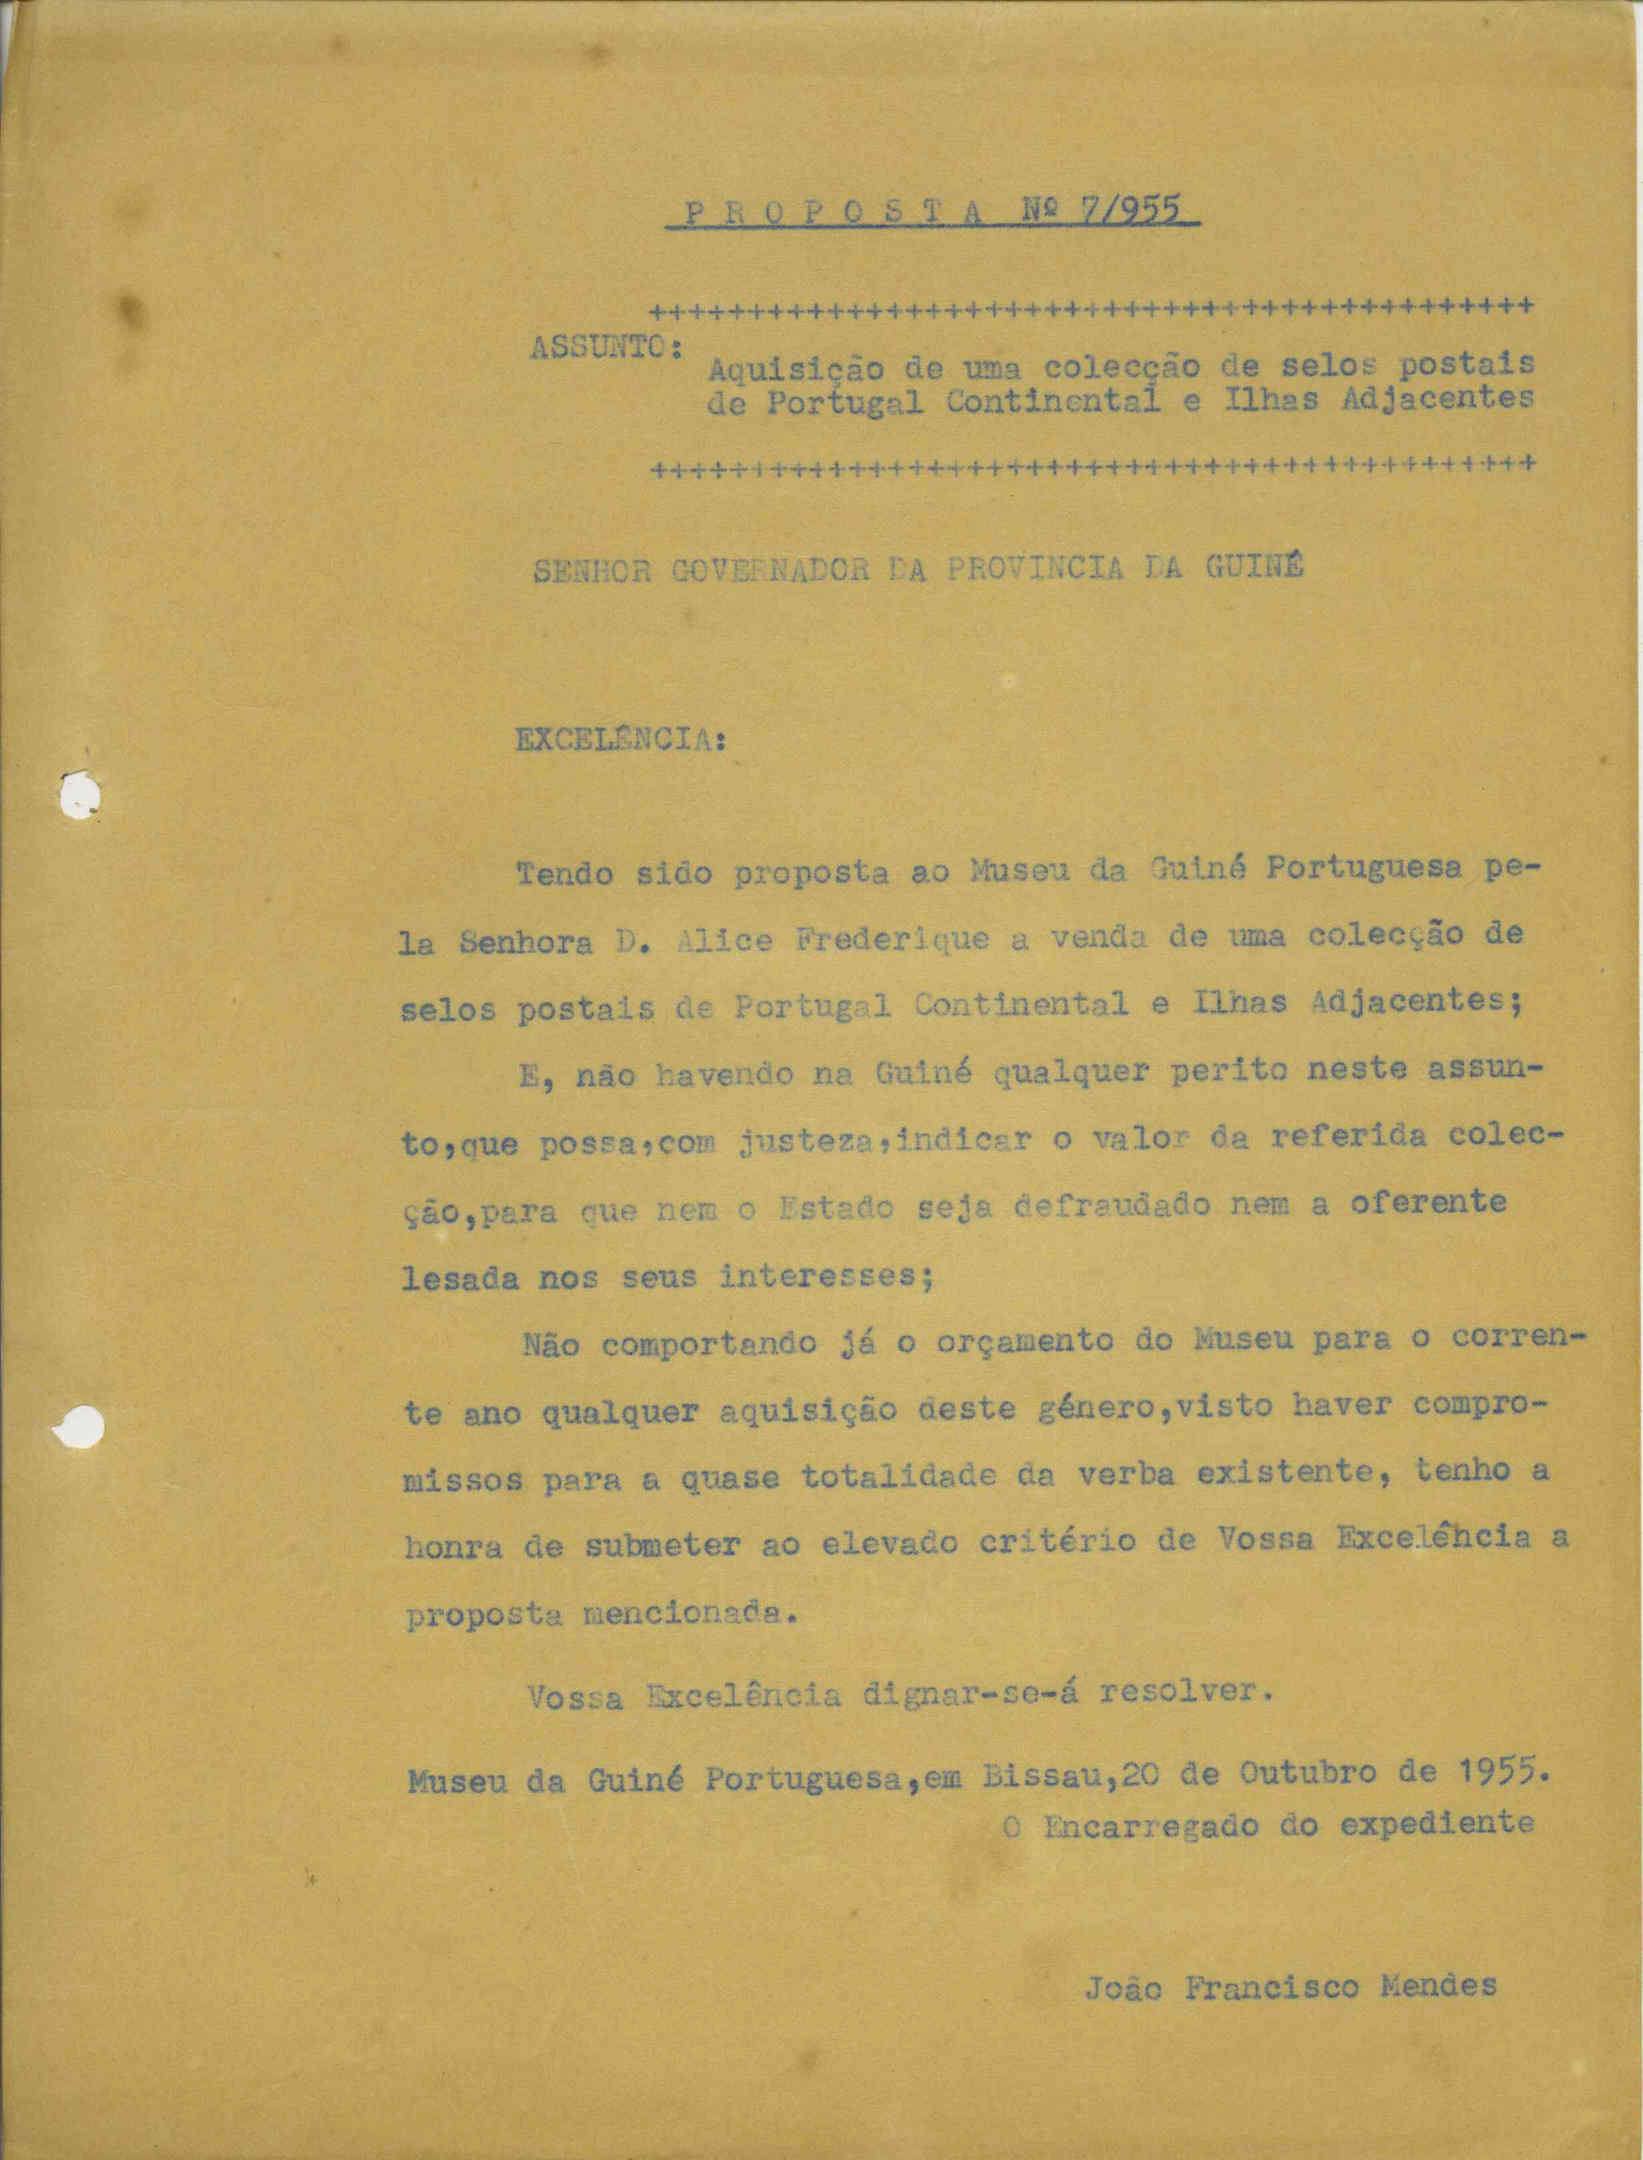 PROPOSTA Nº 7/955
+++++++++++++++++++++++++++++++++++++++++++++
ASSUNTO:
Aquisição de uma colecção de selos postais
de Portugal Continental e Ilhas Adjacentes
+++++++++++++++++++++++++++++++++++++++++++++
SENHOR GOVERNADOR DA PROVINCIA DA GUINÉ
EXCELÊNCIA:
Tendo sido proposta ao Museu da Guiné Portuguesa pe-
la Senhora D. Alice Frederique a venda de uma colecção de
selos postais de Portugal Continental e Ilhas Adjacentes;
E, não havendo na Guiné qualquer perito neste assun-
to,que possa,com justeza,indicar o valor da referida colec-
ção,para que nem o Estado seja defraudado nem a oferente
lesada nos seus interesses;
Não comportando já o orçamento do Museu para o corren-
te ano qualquer aquisição deste género,visto haver compro-
missos para a quase totalidade da verba existente, tenho a
honra de submeter ao elevado critério de Vossa Excelência a
proposta mencionada.
Vossa Excelência dignar-se-á resolver.
Museu da Guiné Portuguesa,em Bissau,20 de Outubro de 1955.
O Encarregado do expediente
João Francisco Mendes